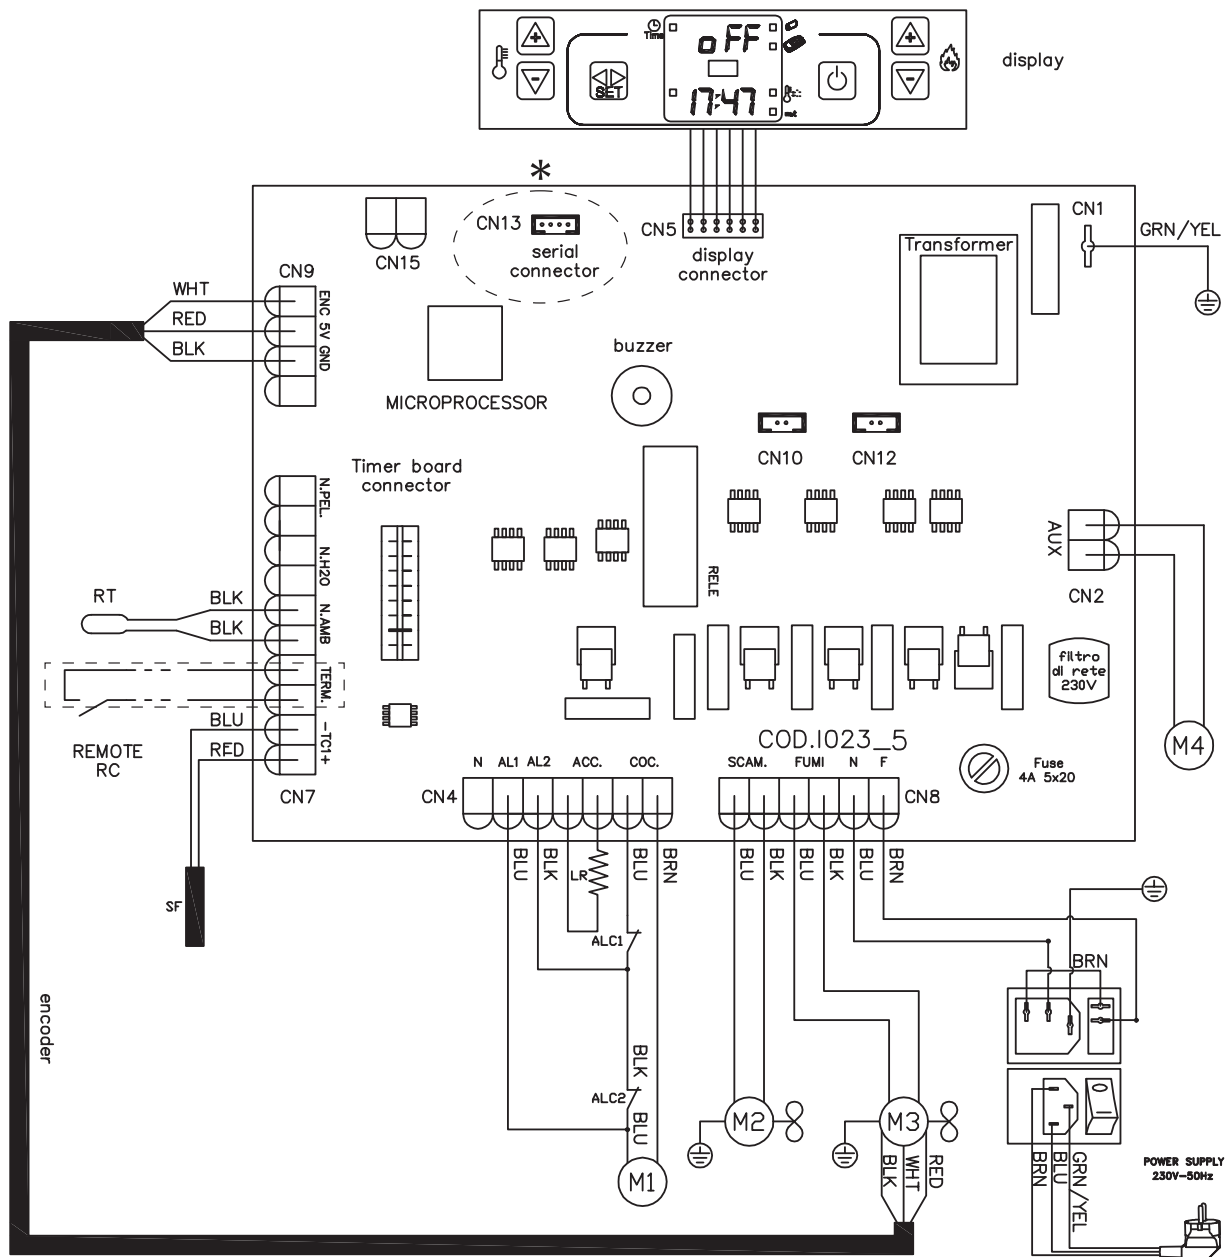 Time
oFF
+
+
-
-
SET
17:47
set
display
*
CN13
serial
connector
CN5
display
connector
CN15
CN1
GRN/YEL
Transformer
CN9
WHT
RED
BLK
ENC 5V GND
MICROPROCESSOR
buzzer
CN10
CN12
Timer board
connector
RELE
AUX
CN2
N.PEL.
N.H2O
N.AMB
TERM.
-TC1+
RT
BLK
BLK
BLU
RED
REMOTE
RC
CN7
SF
filtro
di rete
230V
M4
COD.1023_5
Fuse
4A 5x20
CN4
N
AL1
AL2
ACC.
COC.
SCAM.
FUMI
N
F
CN8
BLU
BLK
LR
BLU
BRN
BLU
BLK
BLU
BLK
BLU
BRN
ALC1
BRN
encoder
BLK
ALC2
BLU
M1
M2
M3
BLK
WHT
RED
BRN
BLU
GRN/YEL
POWER SUPPLY
230V-50Hz